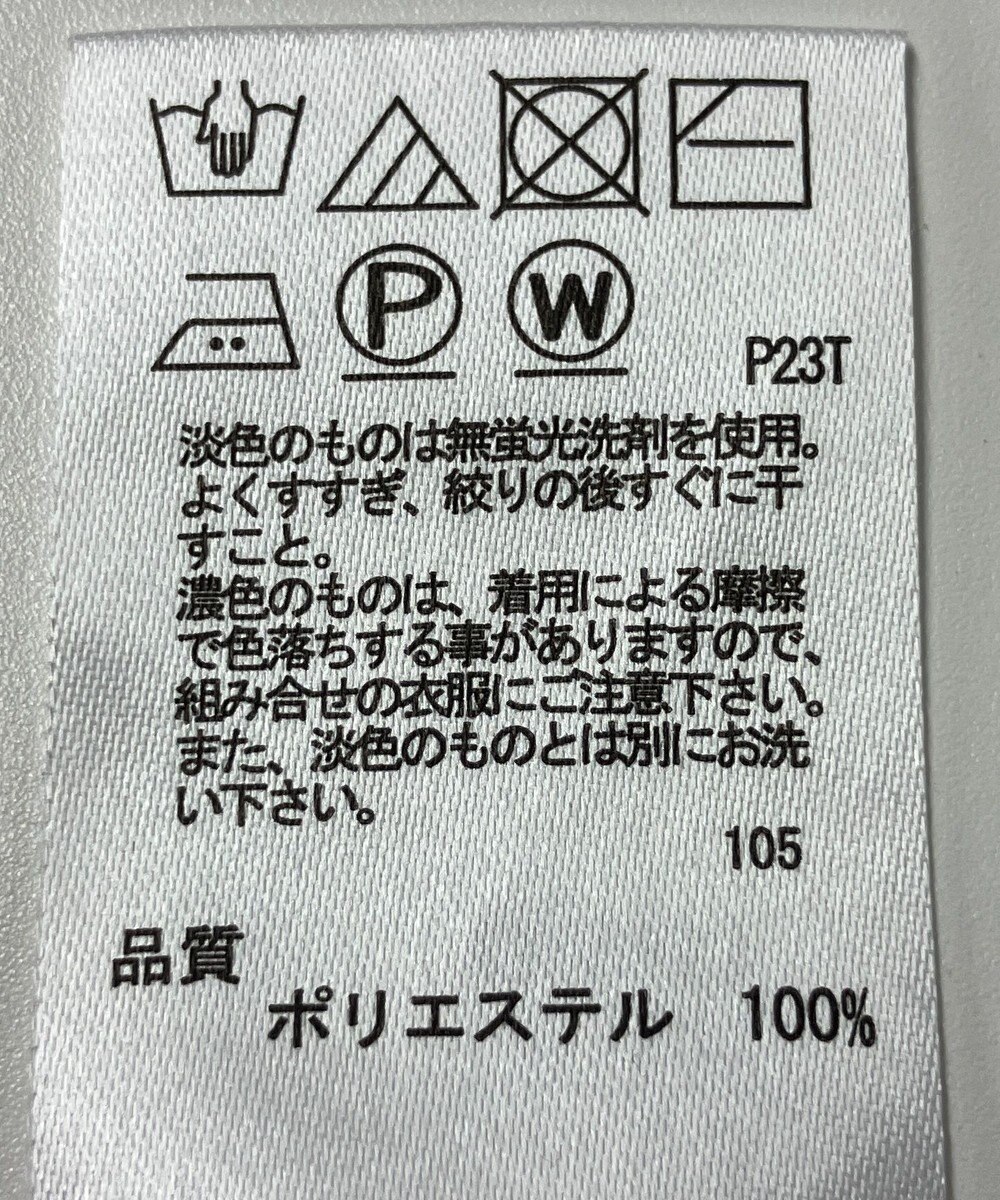 P W P23T
淡色のものは無蛍光洗剤を使用。
よくすすぎ、絞りの後すぐに干
すこと。
濃色のものは、着用による摩擦
で色落ちする事がありますので、
組み合せの衣服にご注意下さい。
また、淡色のものとは別にお洗
い下さい。
105
品質
ポリエステル 100%